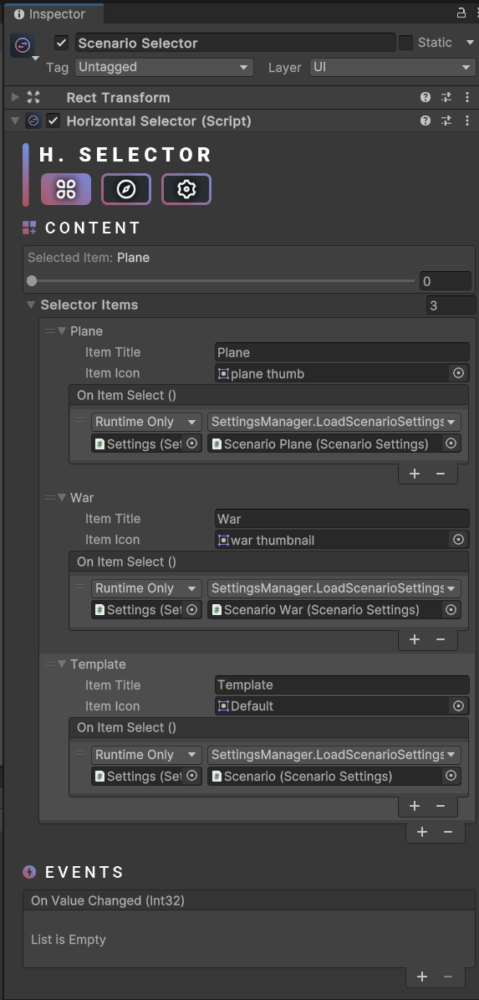 Inspector
Scenario Selector
Static
Tag Untagged Layer UI
Rect Transform
Horizontal Selector (Script)
H. SELECTOR
CONTENT
Selected Item: Plane
0
Selector Items 3
Plane
Item Title Plane
Item Icon plane thumb
On Item Select ()
Runtime Only SettingsManager.LoadScenarioSettings
Settings (Set Scenario Plane (Scenario Settings)
War
Item Title War
Item Icon war thumbnail
On Item Select ()
Runtime Only SettingsManager.LoadScenarioSettings
Settings (Set Scenario War (Scenario Settings)
Template
Item Title Template
Item Icon Default
On Item Select ()
Runtime Only SettingsManager.LoadScenarioSettings
Settings (Set Scenario (Scenario Settings)
EVENTS
On Value Changed (Int32)
List is Empty